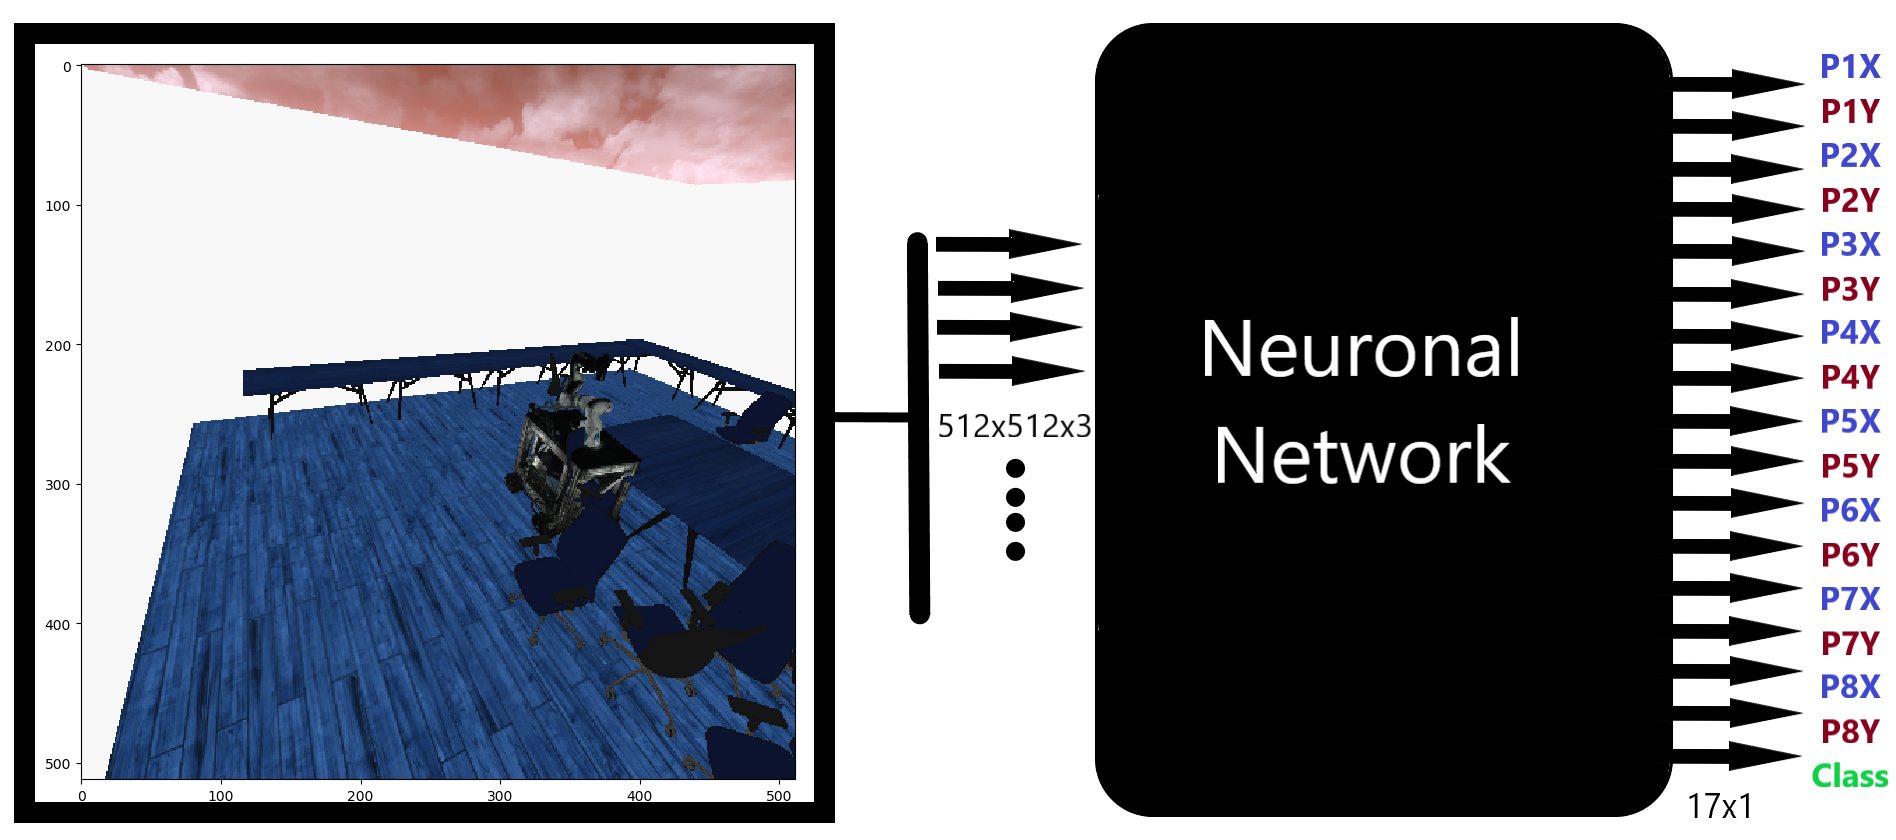 0
100
200
300
400
500
0 100 200 300 400 500
512x512x3
Neuronal
Network
P1X
P1Y
P2X
P2Y
P3X
P3Y
P4X
P4Y
P5X
P5Y
P6X
P6Y
P7X
P7Y
P8X
P8Y
Class
17x1